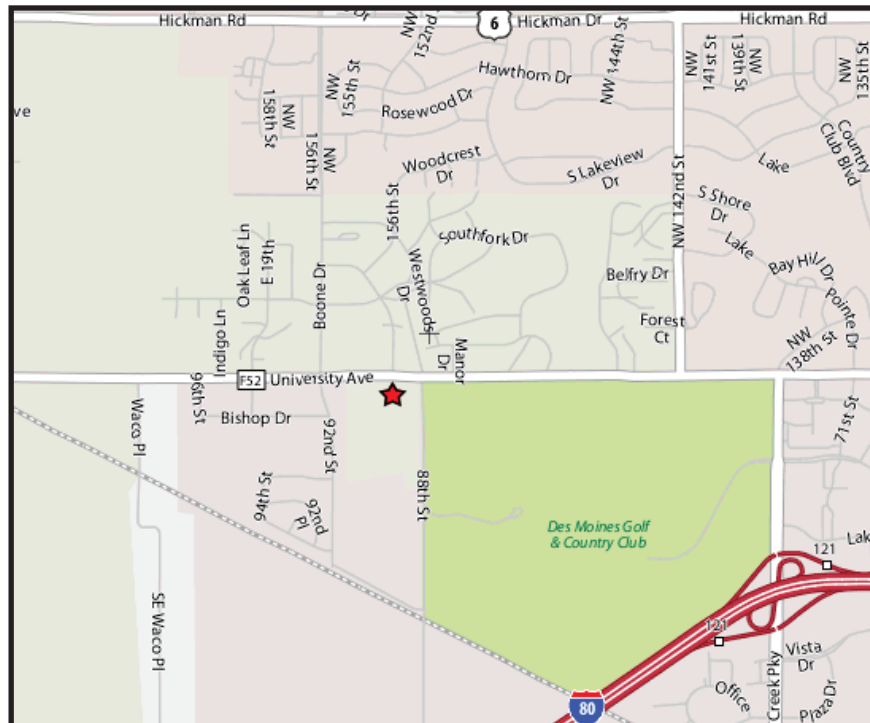 Hickman Rd
6
Hickman Dr
Hickman Rd
Dr
NW
152nd
NW 144th St
NW
141st St
139th St
NW
NW
135th St
Hawthorn Dr
NW
155th St
Rosewood Dr
NW
158th St
ve
Country
Club Blvd
156th St
NW
Woodcrest
Dr
S Lakeview
Dr
Lake
NW 142nd St
156th St
S Shore
Dr
Lake
Southfork Dr
Oak Leaf Ln
E 19th
Boone Dr
Westwoods
Dr
Belfry Dr
Bay Hill Dr
Pointe Dr
Indigo Ln
Forest
Ct
NW
138th St
Manor
Dr
F52
University Ave
96th St
Bishop Dr
Waco Pl
92nd St
71st St
88th St
94th St
92nd
Pl
Des Moines Golf
& Country Club
121
Lak
SE Waco Pl
121
Vista
Dr
Office
Plaza Dr
Creek Pky
80